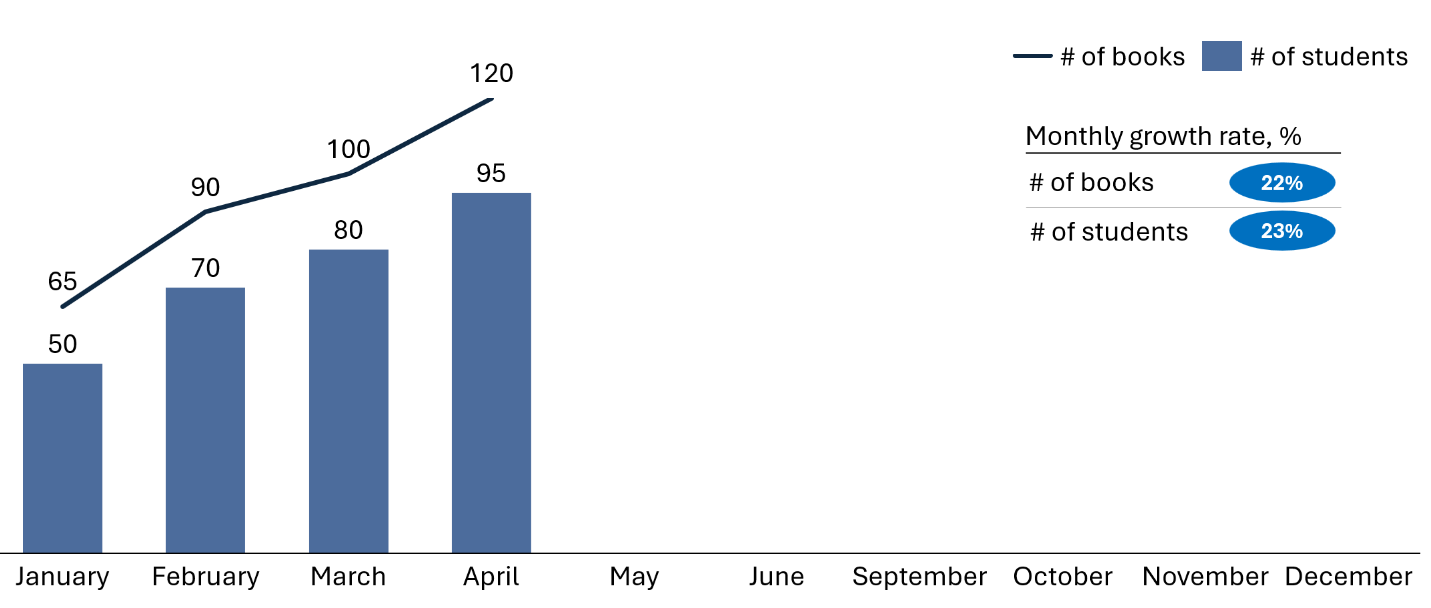 # of books # of students
120
Monthly growth rate, %
100
95
# of books 22%
90
# of students 23%
80
70
65
50
January February March April May June September October November December